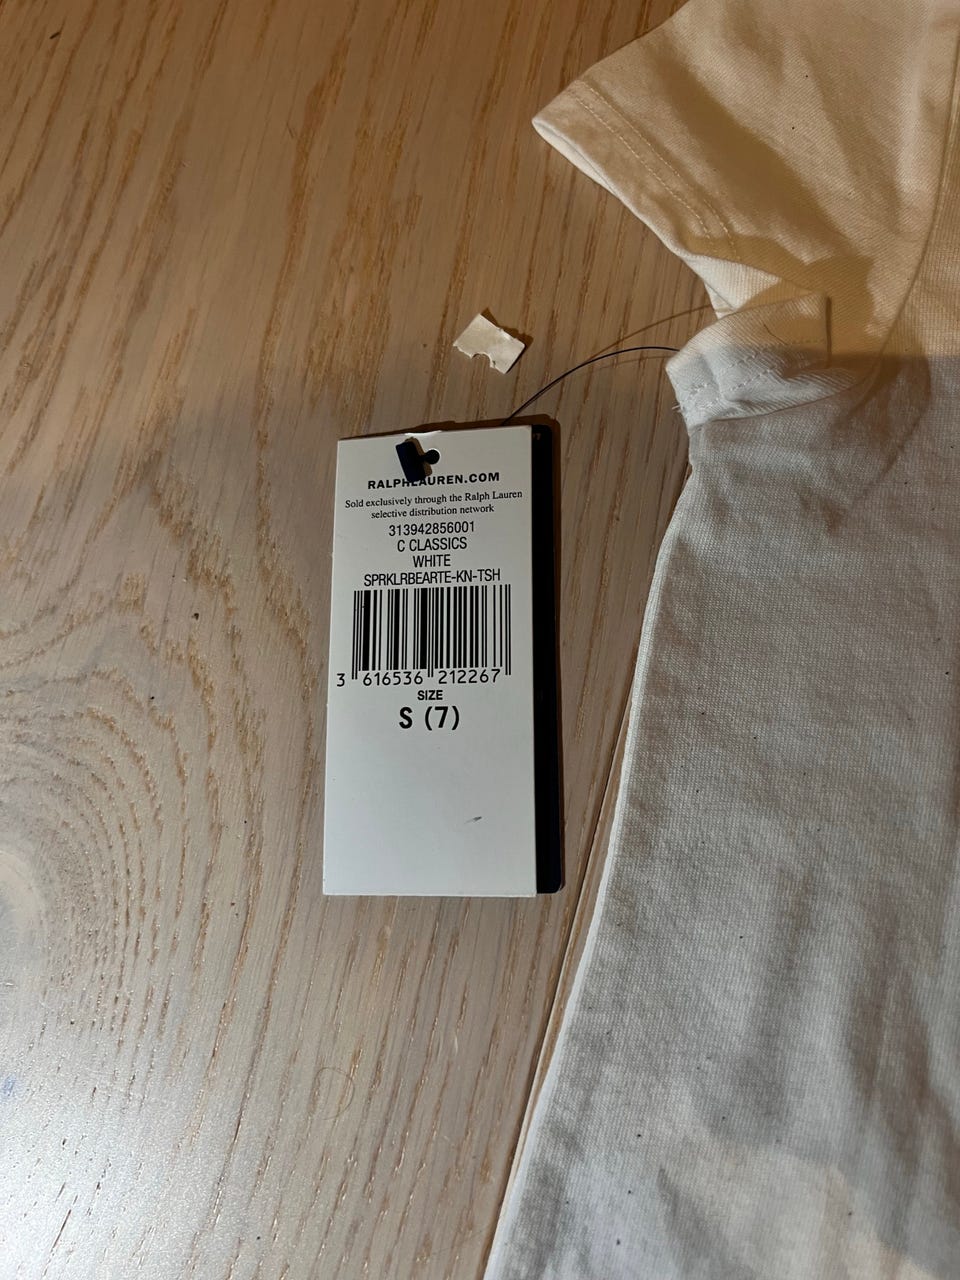 RALPHLAUREN.COM
Sold exclusively through the Ralph Lauren
selective distribution network
313942856001
C CLASSICS
WHITE
SPRKLRBEARTE-KN-TSH
3 616536 212267
SIZE
S (7)